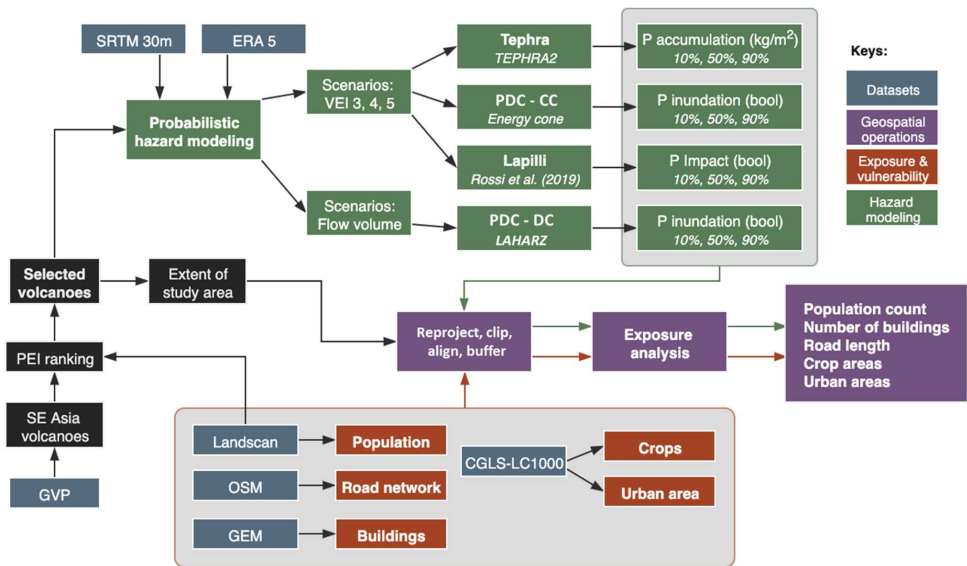 SRTM 30m
ERA 5
Probabilistic
hazard modeling
Scenarios:
VEI 3, 4, 5
Scenarios:
Flow volume
Tephra
TEPHRA2
PDC - CC
Energy cone
Lapilli
Rossi et al. (2019)
PDC - DC
LAHARZ
P accumulation (kg/m²)
10%, 50%, 90%
P inundation (bool)
10%, 50%, 90%
P Impact (bool)
10%, 50%, 90%
P inundation (bool)
10%, 50%, 90%
Keys:
Datasets
Geospatial
operations
Exposure &
vulnerability
Hazard
modeling
Selected
volcanoes
Extent of
study area
PEI ranking
SE Asia
volcanoes
GVP
Reproject, clip,
align, buffer
Exposure
analysis
Population count
Number of buildings
Road length
Crop areas
Urban areas
Landscan
Population
OSM
Road network
GEM
Buildings
CGLS-LC1000
Crops
Urban area